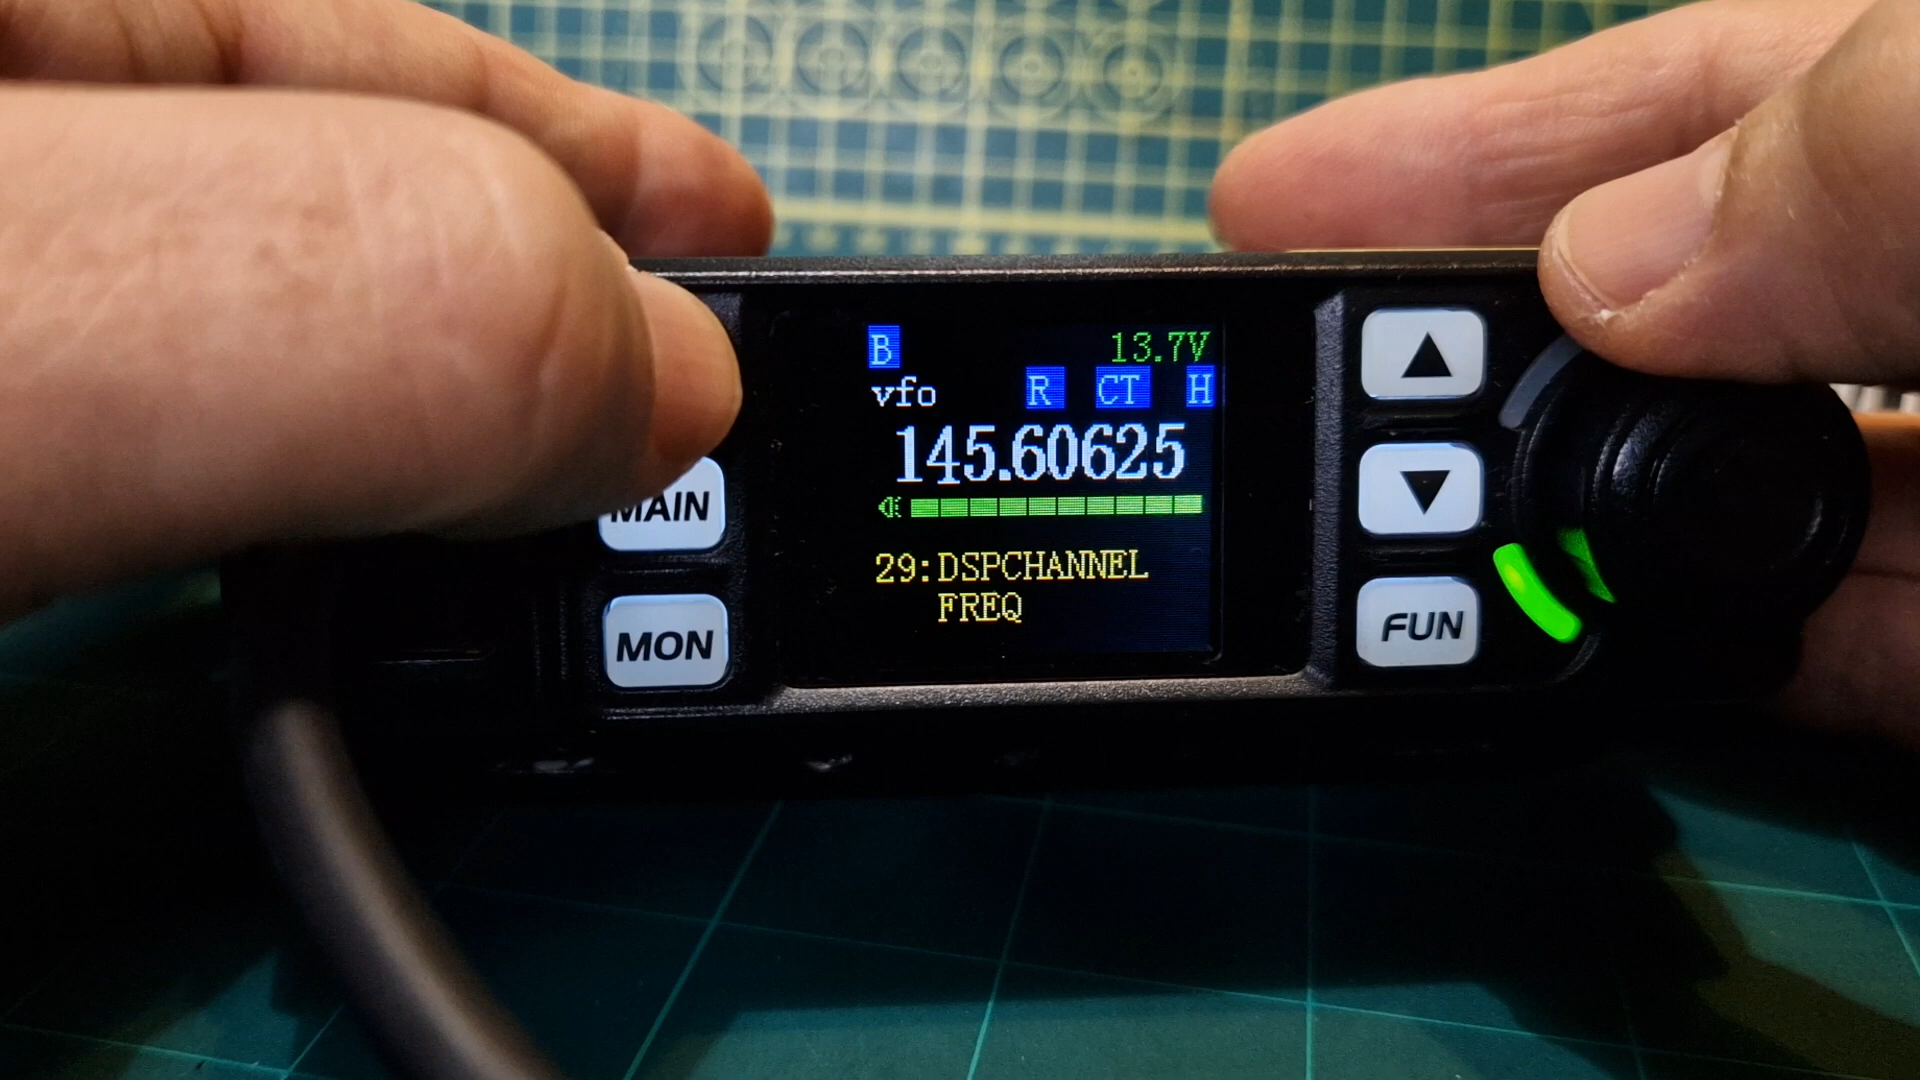 B 13.7V
vfo R CT H
145.60625
29:DSPCHANNEL
FREQ
MAIN
MON
FUN